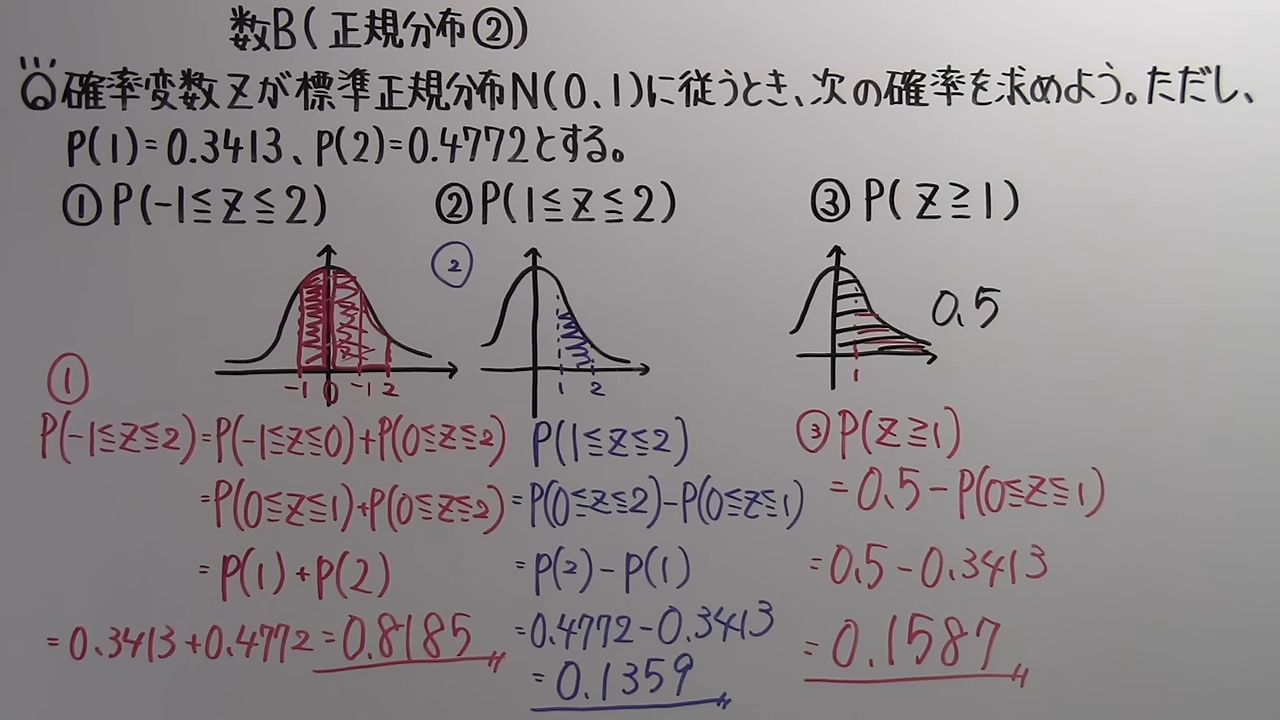 数B(正規分布②)
Q確率変数Zが標準正規分布N(0、1)に従うとき、次の確率を求めよう。ただし、
P(1)=0.3413、P(2)=0.4772とする。
①P(-1≦Z≦2)
②P(1≦Z≦2)
③P(Z≧1)
-1 0 -1 2
②
1 2
0.5
1
①
P(-1≦Z≦2)=P(-1≦Z≦0)+P(0≦Z≦2)
=P(0≦Z≦1)+P(0≦Z≦2)
=P(1)+P(2)
=0.3413+0.4772=0.8185
P(1≦Z≦2)
=P(0≦Z≦2)-P(0≦Z≦1)
=P(2)-P(1)
=0.4772-0.3413
=0.1359
③P(Z≧1)
=0.5-P(0≦Z≦1)
=0.5-0.3413
=0.1587